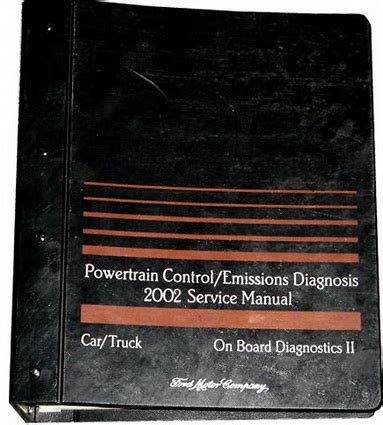 Powertrain Control/Emissions Diagnosis
2002 Service Manual
Car/Truck On Board Diagnostics II
Ford Motor Company